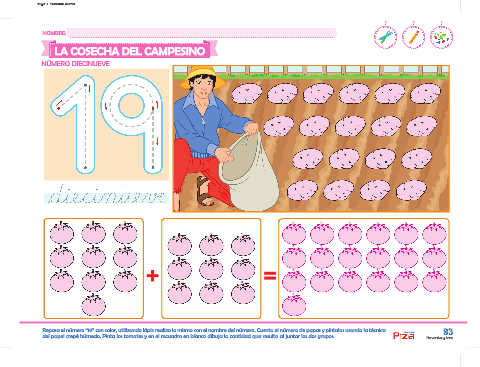 NOMBRE:
LA COSECHA DEL CAMPESINO
NÚMERO DIECINUEVE
19
diecinueve
+ =
Repasa el número "19" con color, utilizando lápiz realiza lo mismo con el nombre del número. Cuenta el número de papas y píntalas usando la técnica
del papel crepé húmedo. Pinta los tomates y en el recuadro en blanco dibuja la cantidad que resulta al juntar los dos grupos.
83